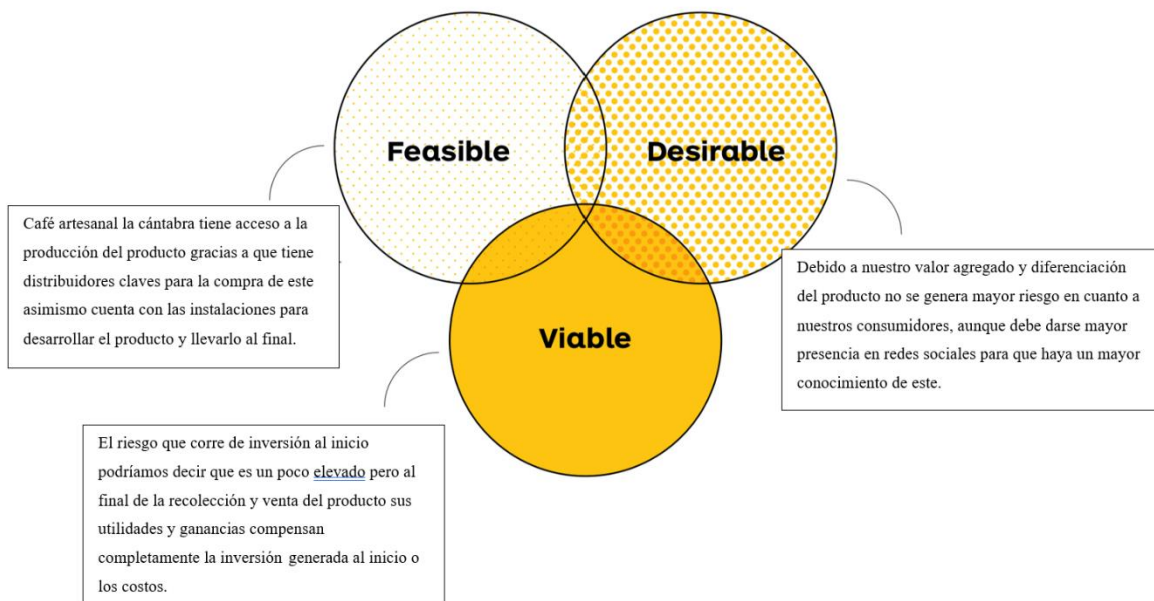 Feasible
Desirable
Viable
Café artesanal la cántabra tiene acceso a la
producción del producto gracias a que tiene
distribuidores claves para la compra de este
asimismo cuenta con las instalaciones para
desarrollar el producto y llevarlo al final.
Debido a nuestro valor agregado y diferenciación
del producto no se genera mayor riesgo en cuanto a
nuestros consumidores, aunque debe darse mayor
presencia en redes sociales para que haya un mayor
conocimiento de este.
El riesgo que corre de inversión al inicio
podríamos decir que es un poco elevado pero al
final de la recolección y venta del producto sus
utilidades y ganancias compensan
completamente la inversión generada al inicio o
los costos.